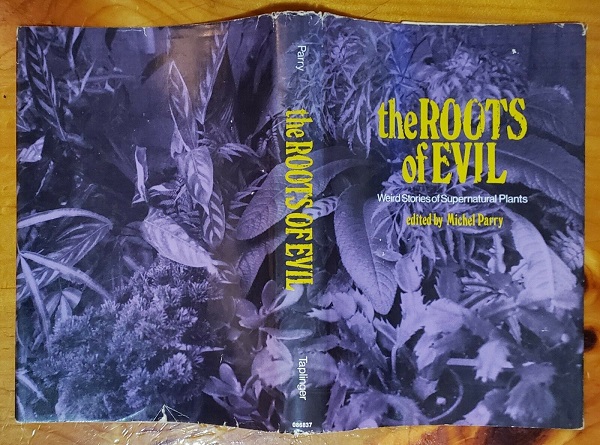 Parry
the ROOTS OF EVIL
Taplinger
086837
the ROOTS
of EVIL
Weird Stories of Supernatural Plants
edited by Michel Parry